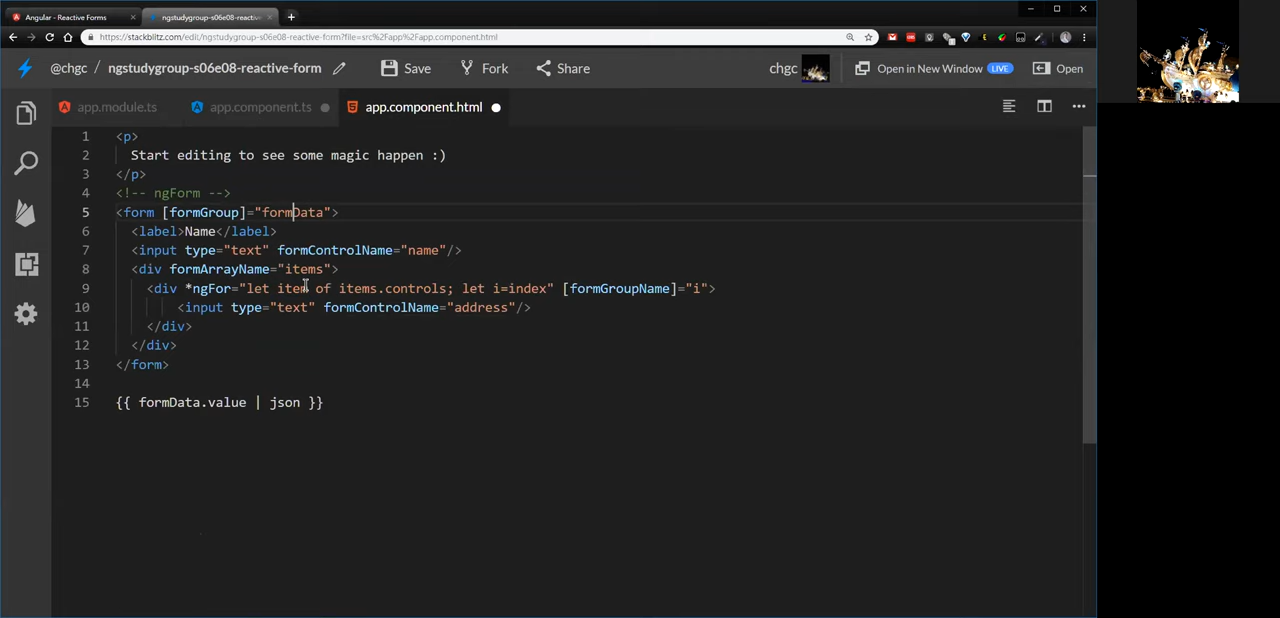 Angular - Reactive Forms
ngstudygroup-s06e08-reactive-
https://stackblitz.com/edit/ngstudygroup-s06e08-reactive-form?file=src%2Fapp%2Fapp.component.html
@chgc / ngstudygroup-s06e08-reactive-form Save Fork Share chgc Open in New Window LIVE Open
app.module.ts app.component.ts app.component.html
1 <p>
2 Start editing to see some magic happen :)
3 </p>
4 <!-- ngForm -->
5 <form [formGroup]="formData">
6 <label>Name</label>
7 <input type="text" formControlName="name"/>
8 <div formArrayName="items">
9 <div *ngFor="let item of items.controls; let i=index" [formGroupName]="i">
10 <input type="text" formControlName="address"/>
11 </div>
12 </div>
13 </form>
14
15 {{ formData.value | json }}